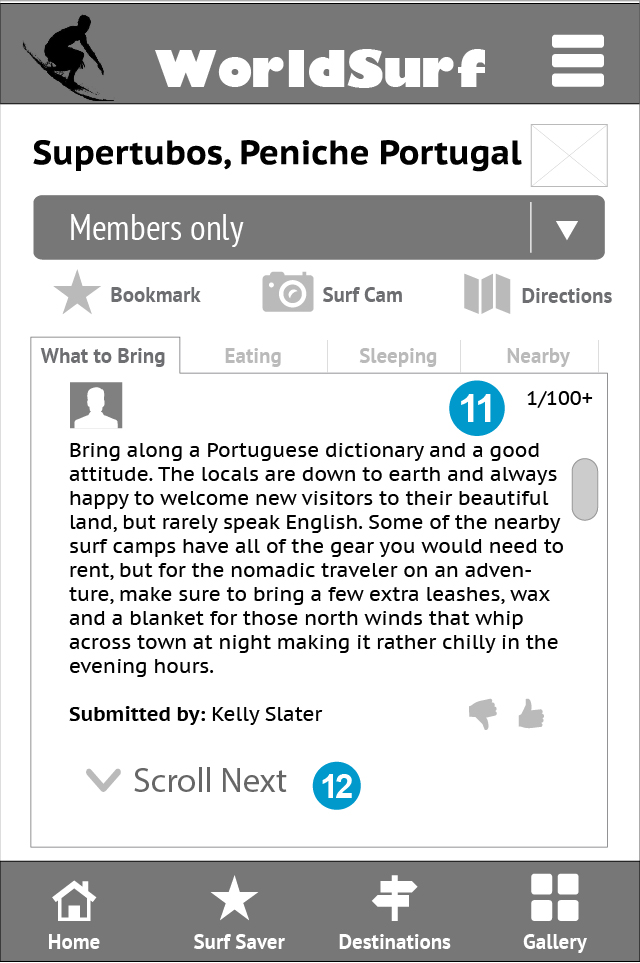 WorldSurf
Supertubos, Peniche Portugal
Members only
Bookmark Surf Cam Directions
What to Bring Eating Sleeping Nearby
11 1/100+
Bring along a Portuguese dictionary and a good
attitude. The locals are down to earth and always
happy to welcome new visitors to their beautiful
land, but rarely speak English. Some of the nearby
surf camps have all of the gear you would need to
rent, but for the nomadic traveler on an adven-
ture, make sure to bring a few extra leashes, wax
and a blanket for those north winds that whip
across town at night making it rather chilly in the
evening hours.
Submitted by: Kelly Slater
Scroll Next 12
Home Surf Saver Destinations Gallery